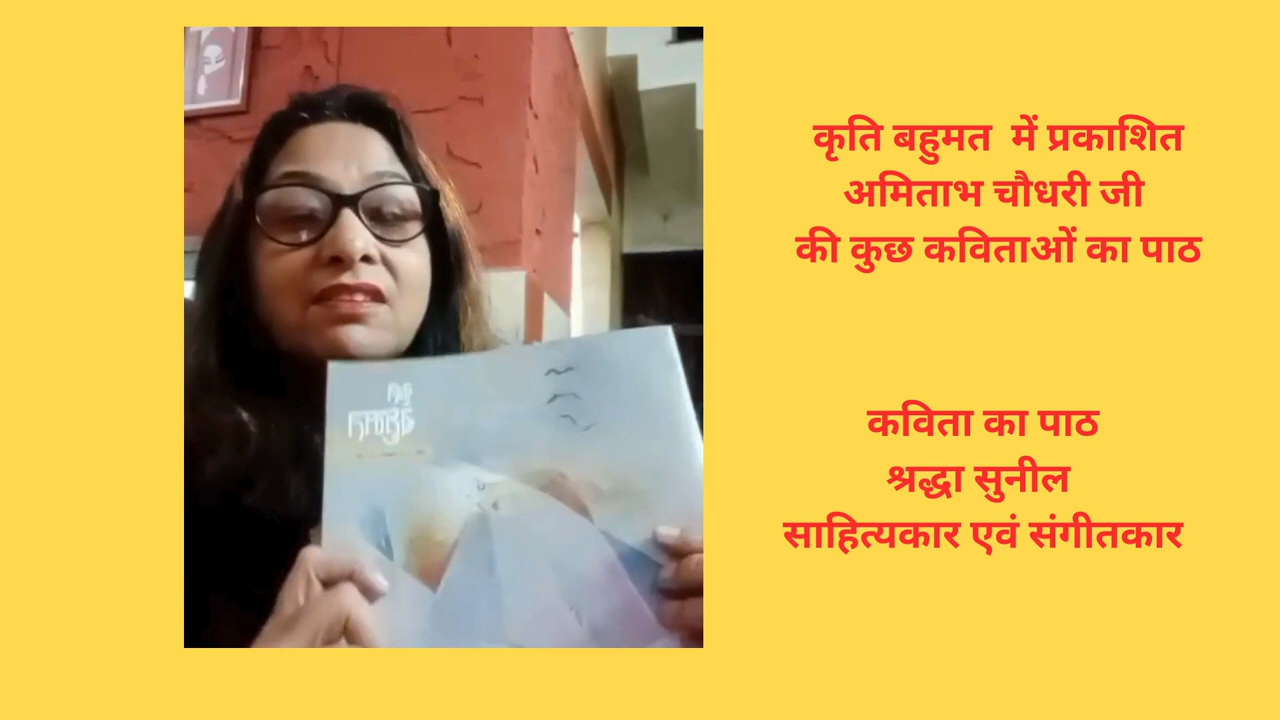 कृति बहुमत में प्रकाशित
अमिताभ चौधरी जी
की कुछ कविताओं का पाठ
कविता का पाठ
श्रद्धा सुनील
साहित्यकार एवं संगीतकार